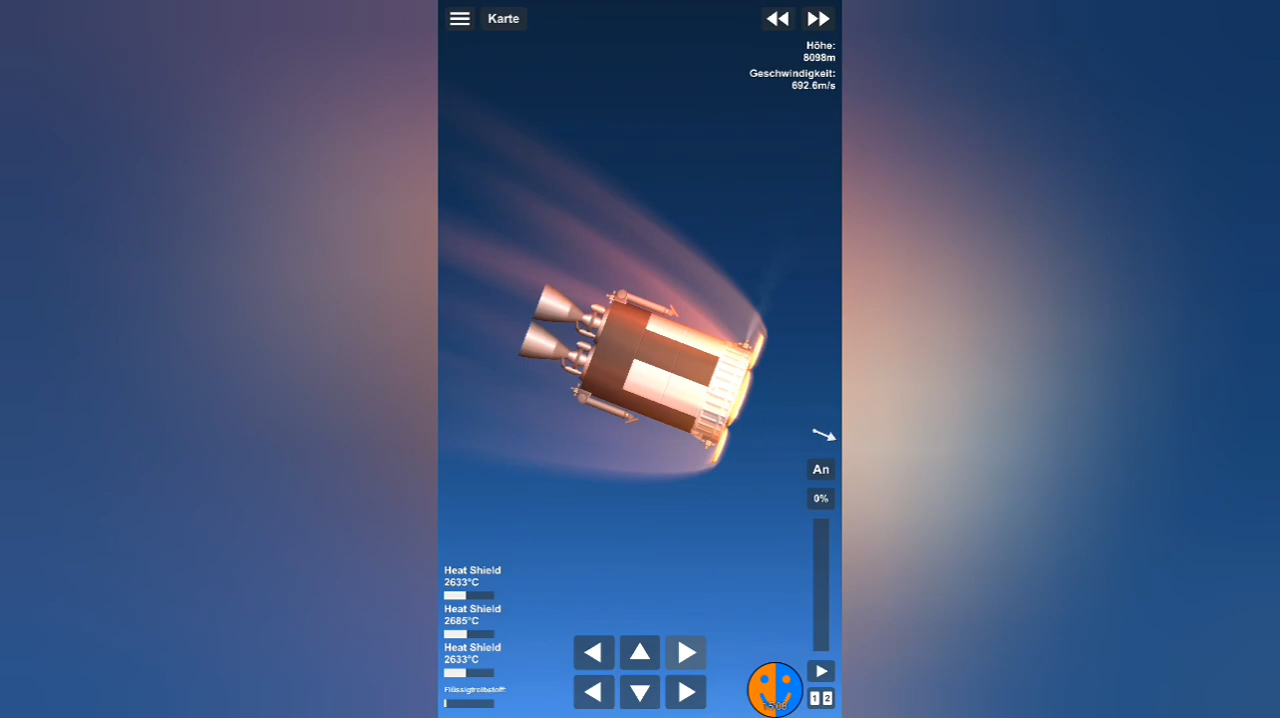 Karte
Höhe:
8098m
Geschwindigkeit:
692.6m/s
An
0%
Heat Shield
2633°C
Heat Shield
2685°C
Heat Shield
2633°C
Flüssigtreibstoff:
1 2